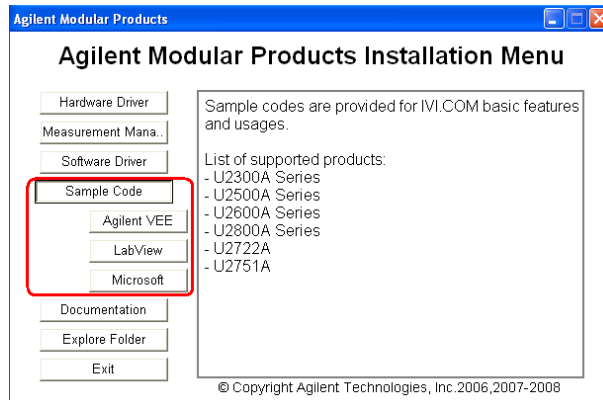 Agilent Modular Products
Agilent Modular Products Installation Menu
Hardware Driver
Measurement Mana..
Software Driver
Sample Code
Agilent VEE
LabView
Microsoft
Documentation
Explore Folder
Exit
Sample codes are provided for IVI.COM basic features
and usages.
List of supported products:
- U2300A Series
- U2500A Series
- U2600A Series
- U2800A Series
- U2722A
- U2751A
© Copyright Agilent Technologies, Inc.2006,2007-2008